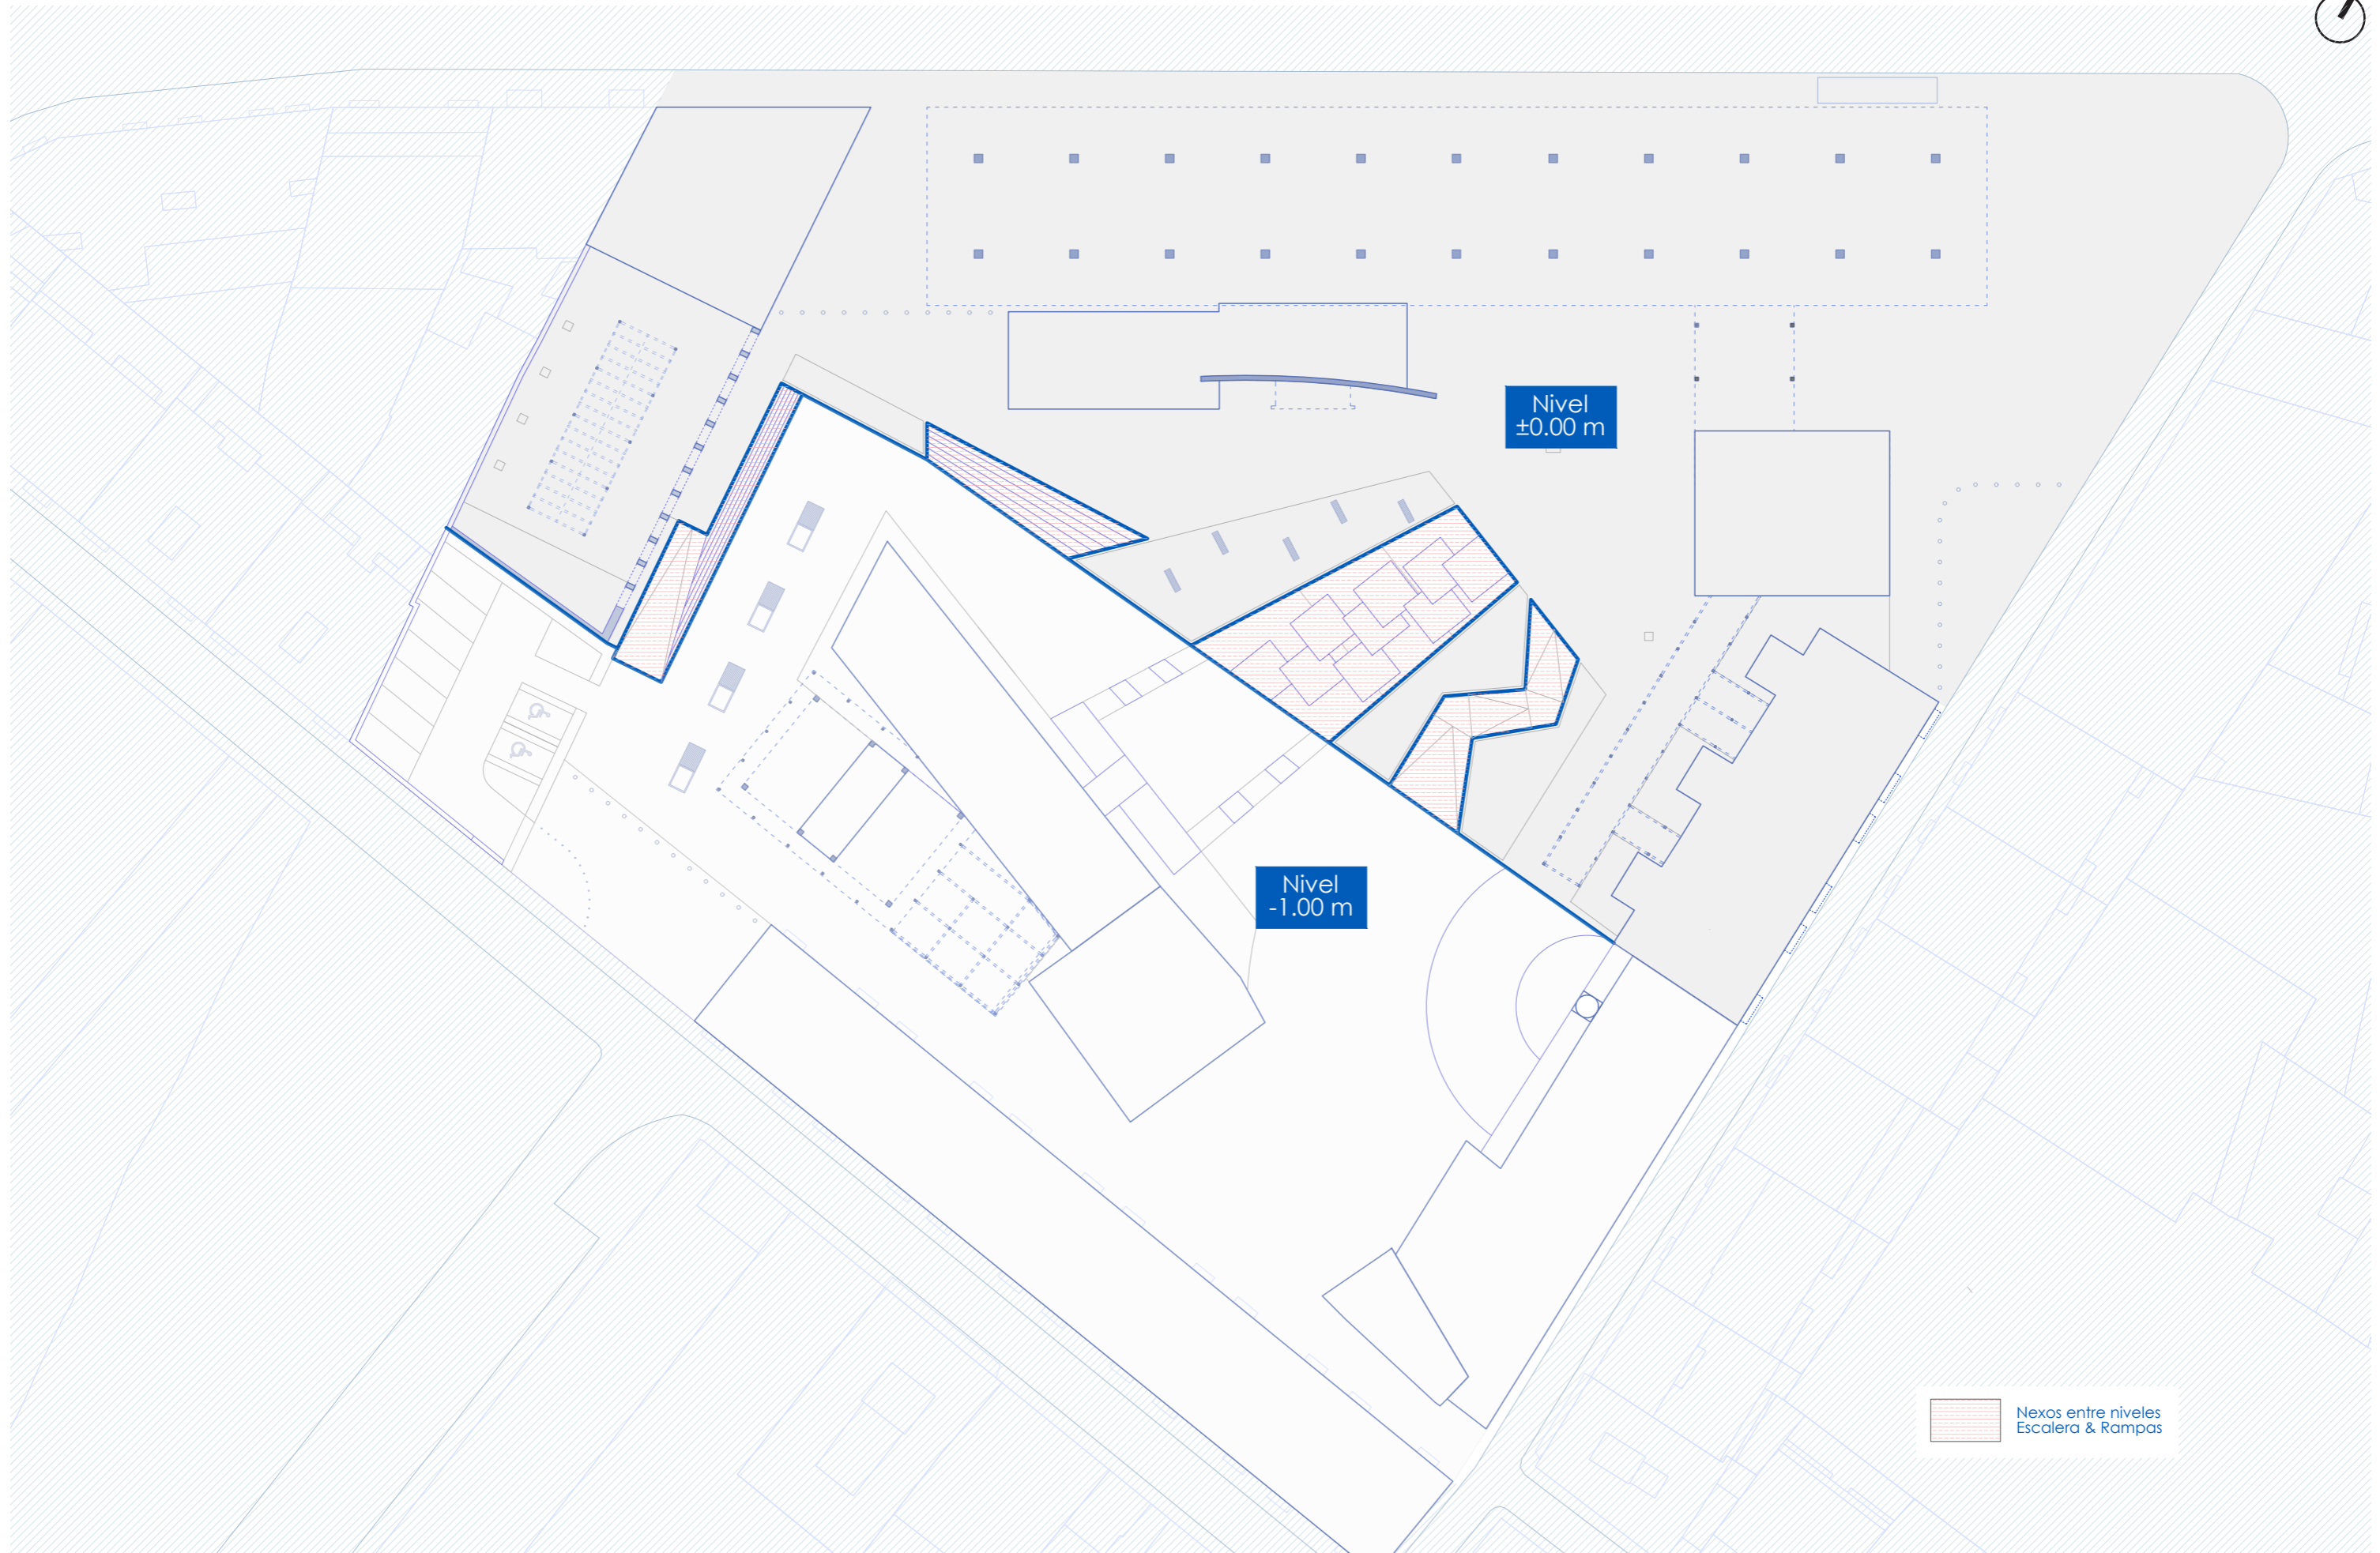 Nivel
±0.00 m
Nivel
-1.00 m
Nexos entre niveles
Escalera & Rampas